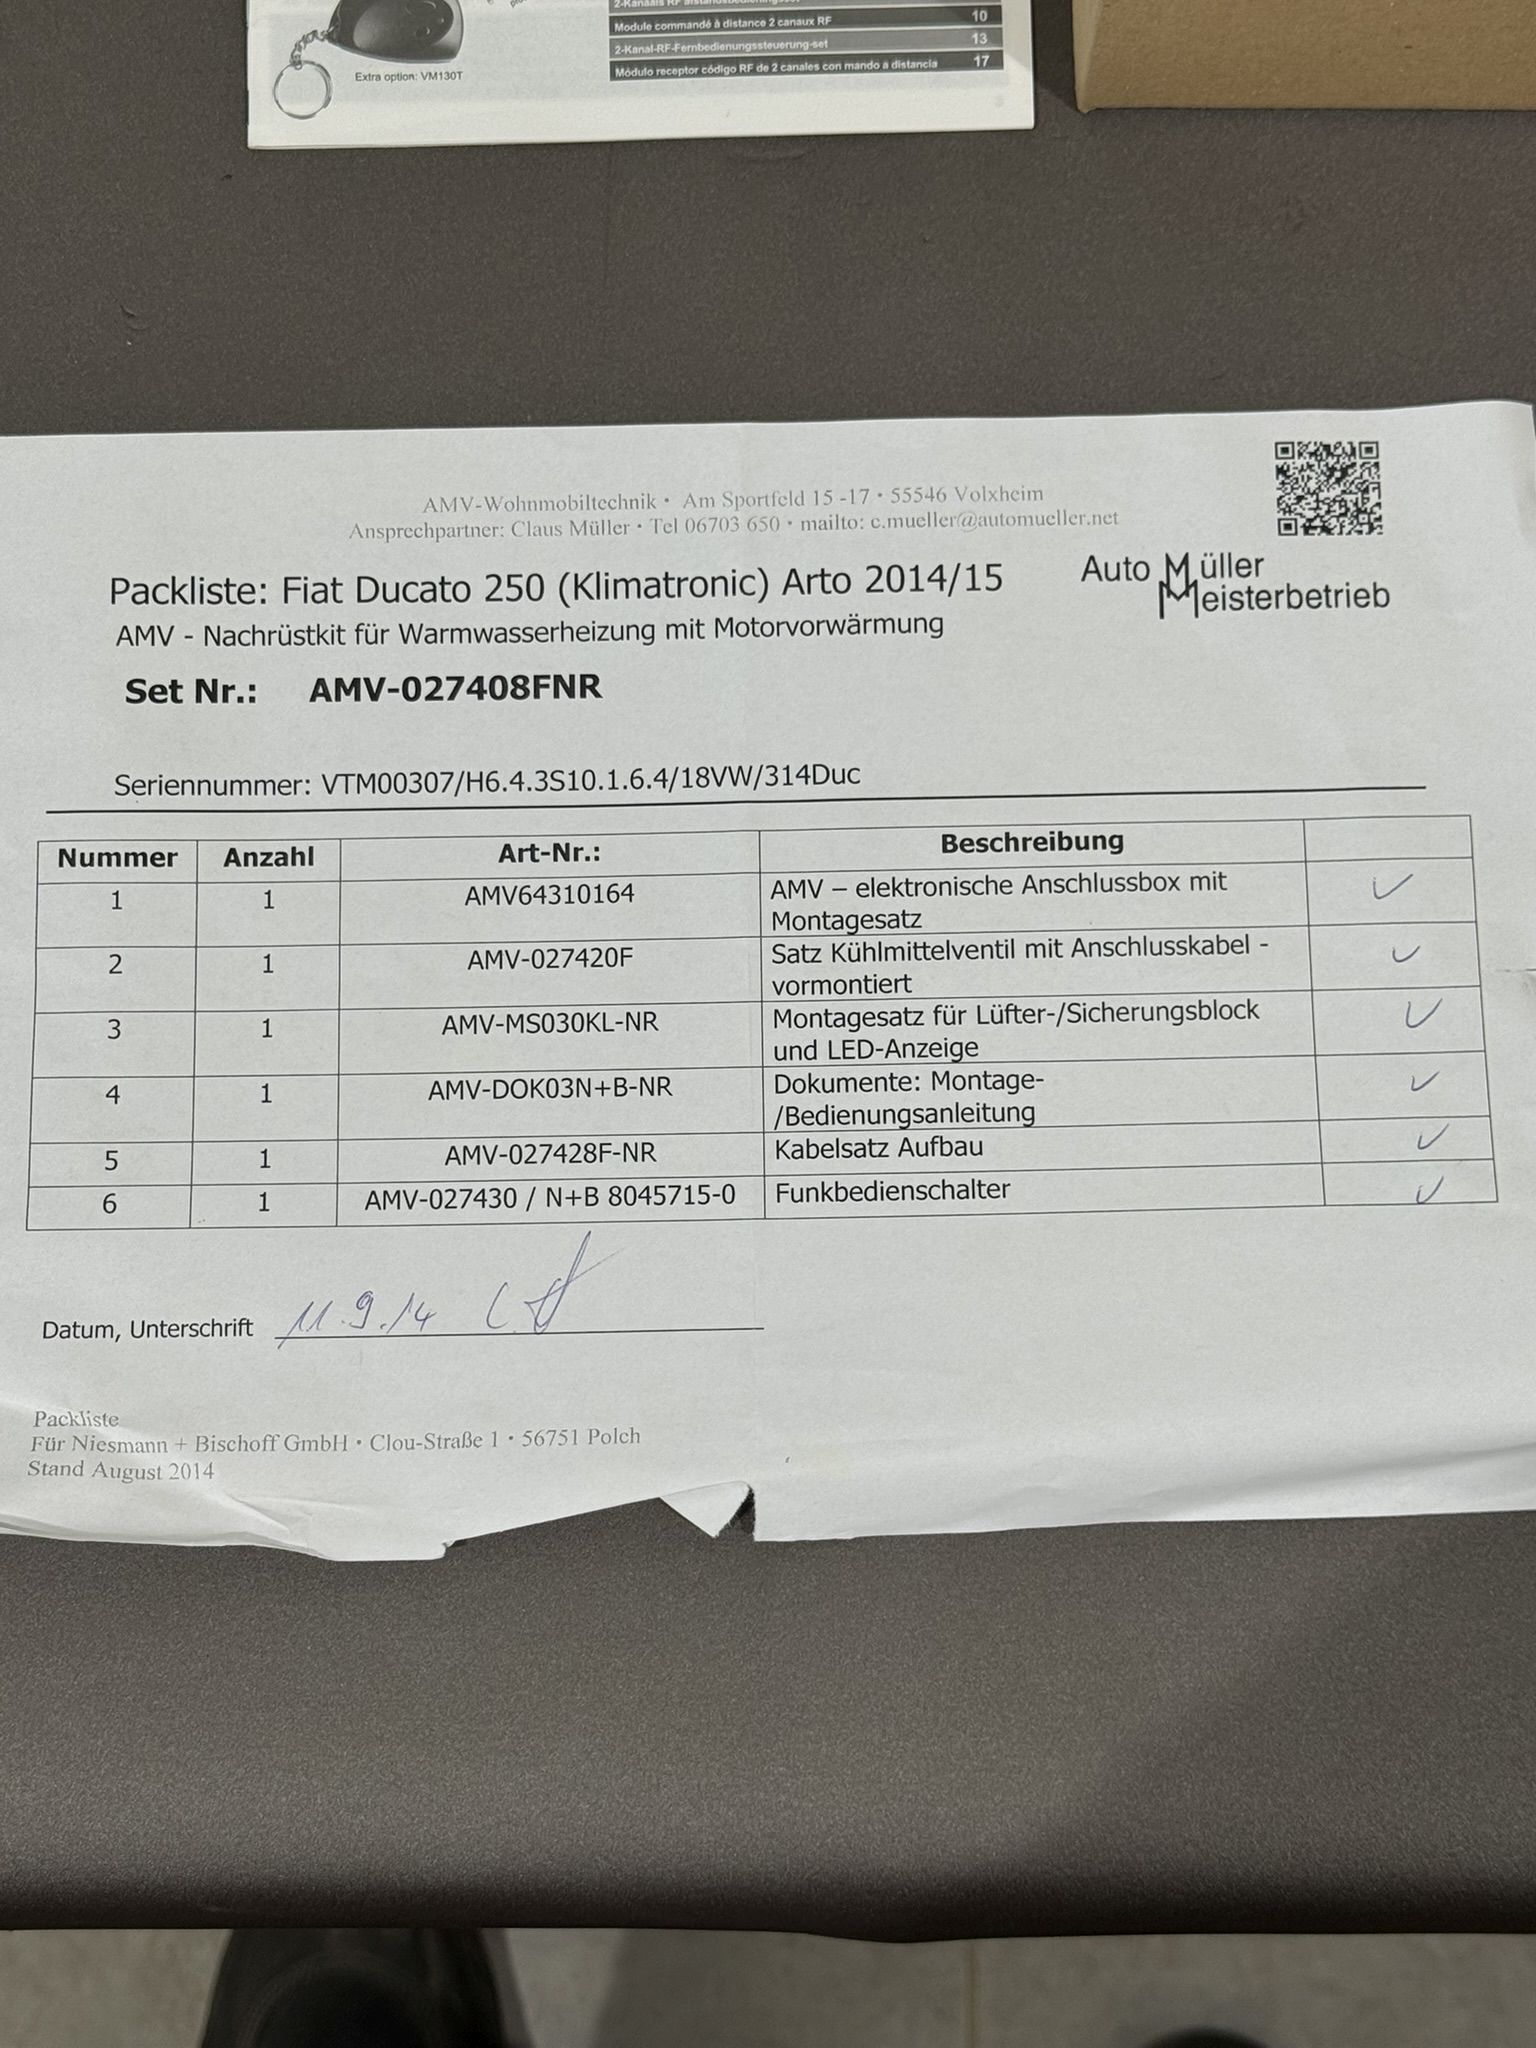 Module commandé à distance 2 canaux RF 10
2-Kanal-RF-Fernbedienungssteuerung-set 13
Módulo receptor código RF de 2 canales con mando a distancia 17
Extra option: VM130T
AMV-Wohnmobiltechnik • Am Sportfeld 15 -17 • 55546 Volxheim
Ansprechpartner: Claus Müller • Tel 06703 650 • mailto: c.mueller@automueller.net
Auto Müller
Meisterbetrieb
Packliste: Fiat Ducato 250 (Klimatronic) Arto 2014/15
AMV - Nachrüstkit für Warmwasserheizung mit Motorvorwärmung
Set Nr.: AMV-027408FNR
Seriennummer: VTM00307/H6.4.3S10.1.6.4/18VW/314Duc
Nummer Anzahl Art-Nr.: Beschreibung
1 1 AMV64310164 AMV – elektronische Anschlussbox mit
Montagesatz
2 1 AMV-027420F Satz Kühlmittelventil mit Anschlusskabel -
vormontiert
3 1 AMV-MS030KL-NR Montagesatz für Lüfter-/Sicherungsblock
und LED-Anzeige
4 1 AMV-DOK03N+B-NR Dokumente: Montage-
/Bedienungsanleitung
5 1 AMV-027428F-NR Kabelsatz Aufbau
6 1 AMV-027430 / N+B 8045715-0 Funkbedienschalter
Datum, Unterschrift 11.9.14
Packliste
Für Niesmann + Bischoff GmbH • Clou-Straße 1 • 56751 Polch
Stand August 2014